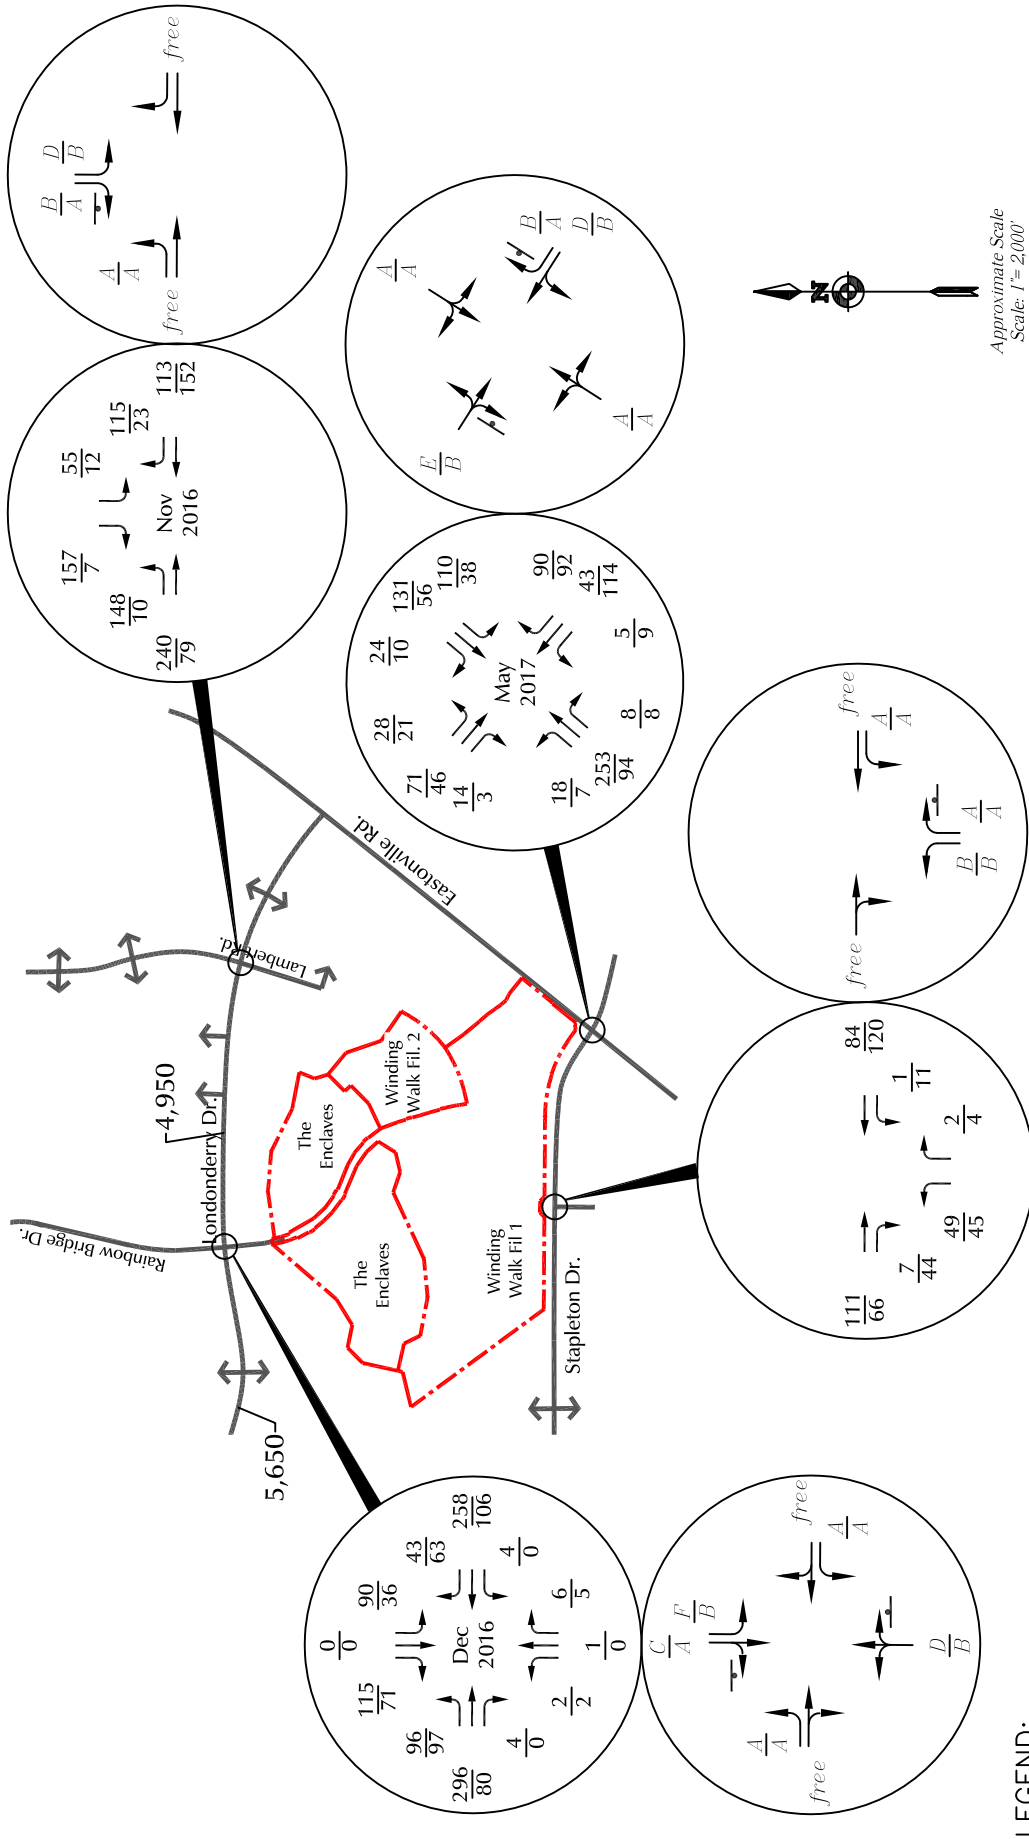 B
A
D
B
A
A
free
free
157
7
55
12
148
10
115
23
240
79
113
152
Nov
2016
A
A
B
A
D
B
E
B
A
A
28
21
24
10
131
56
110
38
71
46
14
3
90
92
43
114
18
7
253
94
8
8
5
9
May
2017
Rainbow Bridge Dr.
Londonderry Dr.
4,950
5,650
Lambert Rd.
Eastonville Rd.
The
Enclaves
Winding
Walk Fil. 2
The
Enclaves
Winding
Walk Fil 1
Stapleton Dr.
free
free
A
A
B
B
A
A
111
66
7
44
84
120
1
11
49
45
2
4
0
0
115
71
90
36
96
97
43
63
296
80
258
106
4
0
4
0
2
2
1
0
6
5
Dec
2016
C
A
F
B
A
A
free
free
A
A
D
B
N
Approximate Scale
Scale: 1" = 2,000'
LEGEND: